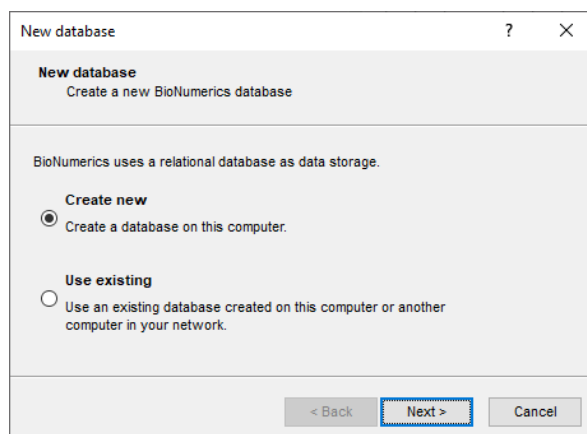 New database
?
New database
Create a new BioNumerics database
BioNumerics uses a relational database as data storage.
Create new
Create a database on this computer.
Use existing
Use an existing database created on this computer or another
computer in your network.
< Back
Next >
Cancel